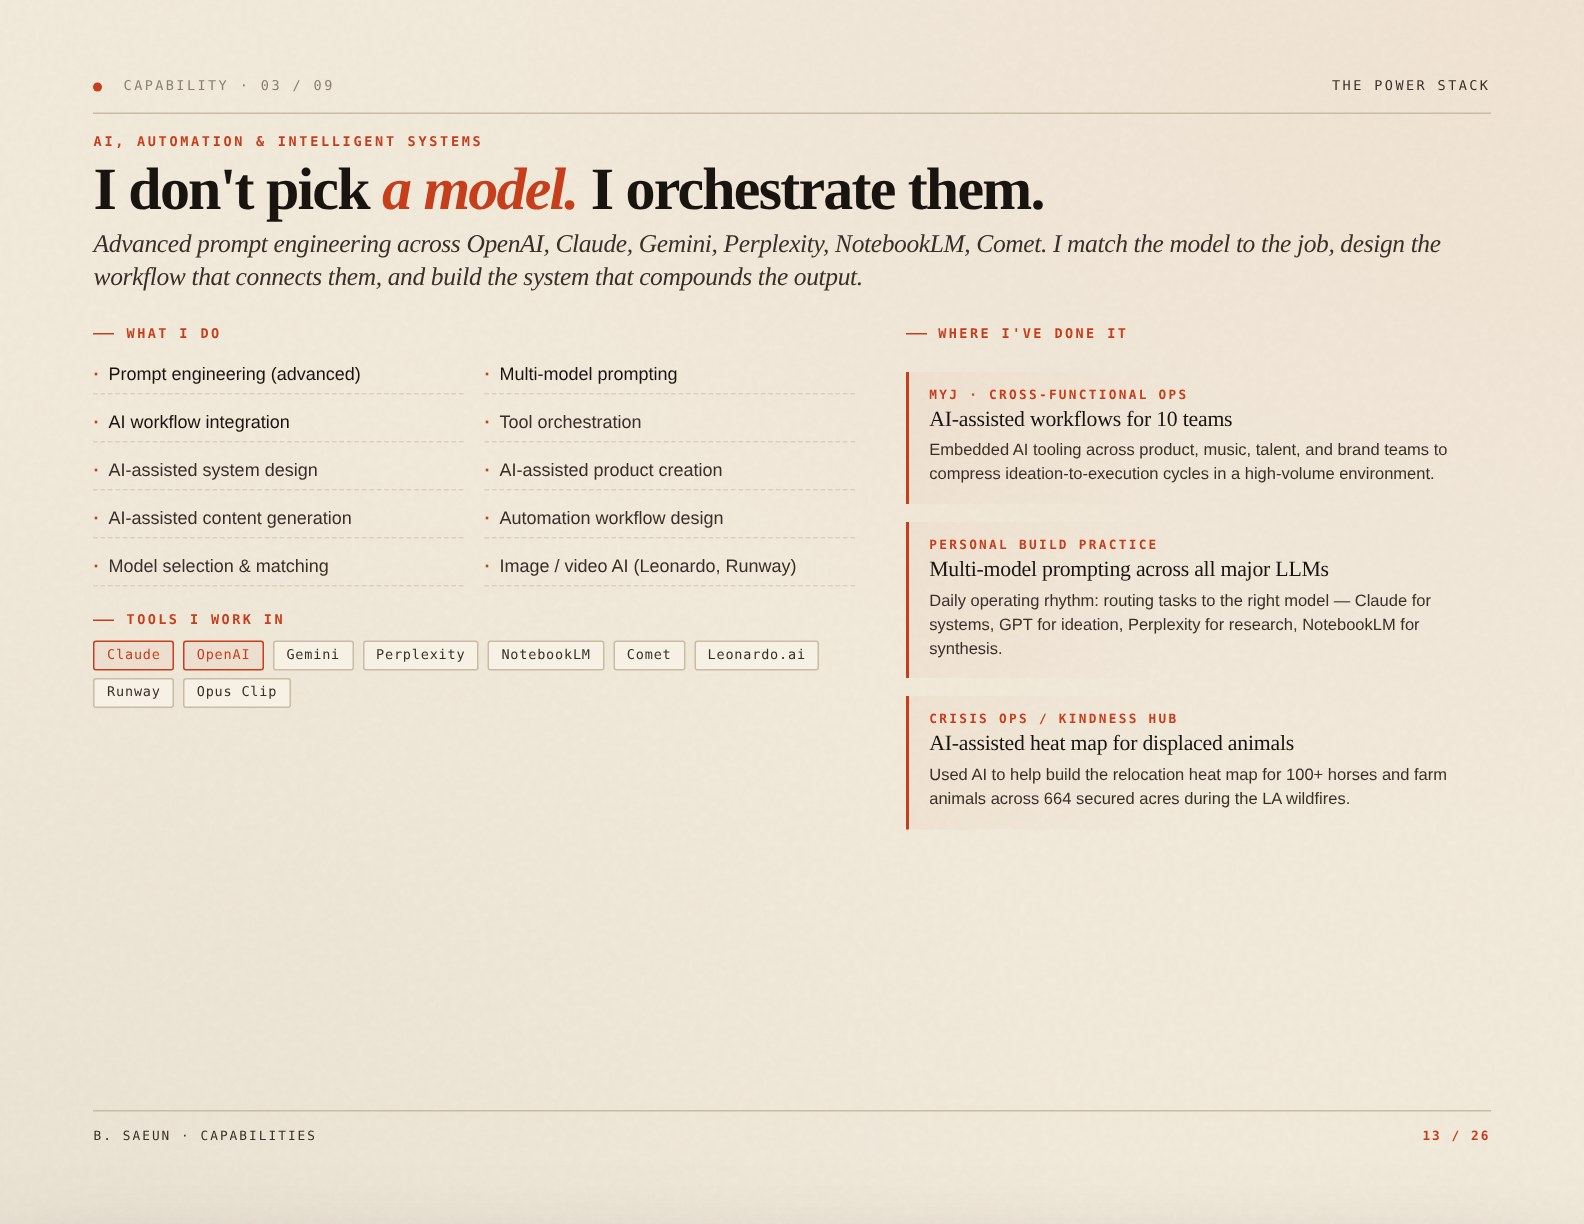 CAPABILITY · 03 / 09
THE POWER STACK
AI, AUTOMATION & INTELLIGENT SYSTEMS
I don't pick a model. I orchestrate them.
Advanced prompt engineering across OpenAI, Claude, Gemini, Perplexity, NotebookLM, Comet. I match the model to the job, design the
workflow that connects them, and build the system that compounds the output.
WHAT I DO
· Prompt engineering (advanced)
· Multi-model prompting
· AI workflow integration
· Tool orchestration
· AI-assisted system design
· AI-assisted product creation
· AI-assisted content generation
· Automation workflow design
· Model selection & matching
· Image / video AI (Leonardo, Runway)
TOOLS I WORK IN
Claude
OpenAI
Gemini
Perplexity
NotebookLM
Comet
Leonardo.ai
Runway
Opus Clip
WHERE I'VE DONE IT
MYJ · CROSS-FUNCTIONAL OPS
AI-assisted workflows for 10 teams
Embedded AI tooling across product, music, talent, and brand teams to
compress ideation-to-execution cycles in a high-volume environment.
PERSONAL BUILD PRACTICE
Multi-model prompting across all major LLMs
Daily operating rhythm: routing tasks to the right model — Claude for
systems, GPT for ideation, Perplexity for research, NotebookLM for
synthesis.
CRISIS OPS / KINDNESS HUB
AI-assisted heat map for displaced animals
Used AI to help build the relocation heat map for 100+ horses and farm
animals across 664 secured acres during the LA wildfires.
B. SAEUN · CAPABILITIES
13 / 26